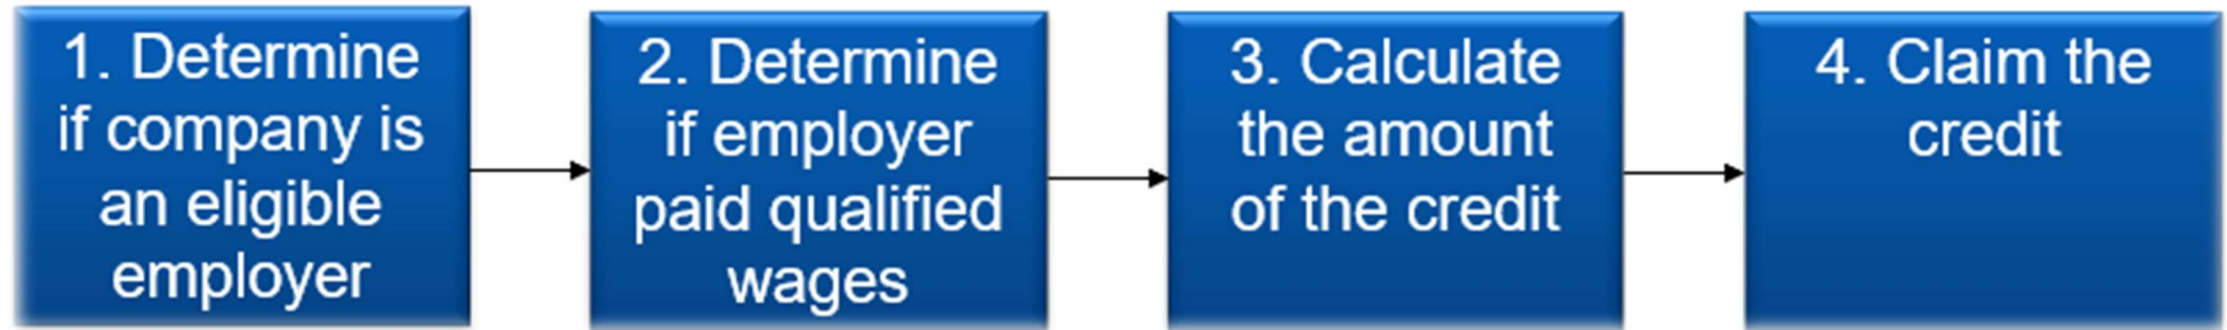 1. Determine
if company is
an eligible
employer
2. Determine
if employer
paid qualified
wages
3. Calculate
the amount
of the credit
4. Claim the
credit